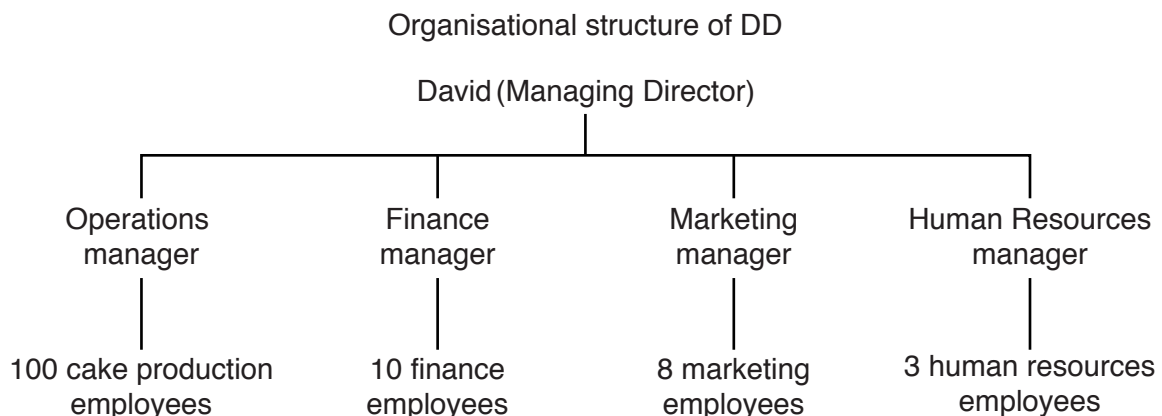 Organisational structure of DD
David (Managing Director)
Operations
manager
Finance
manager
Marketing
manager
Human Resources
manager
100 cake production
employees
10 finance
employees
8 marketing
employees
3 human resources
employees